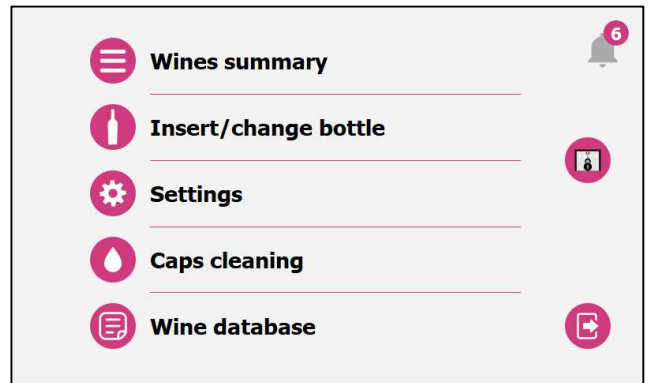 6
Wines summary
Insert/change bottle
Settings
Caps cleaning
Wine database